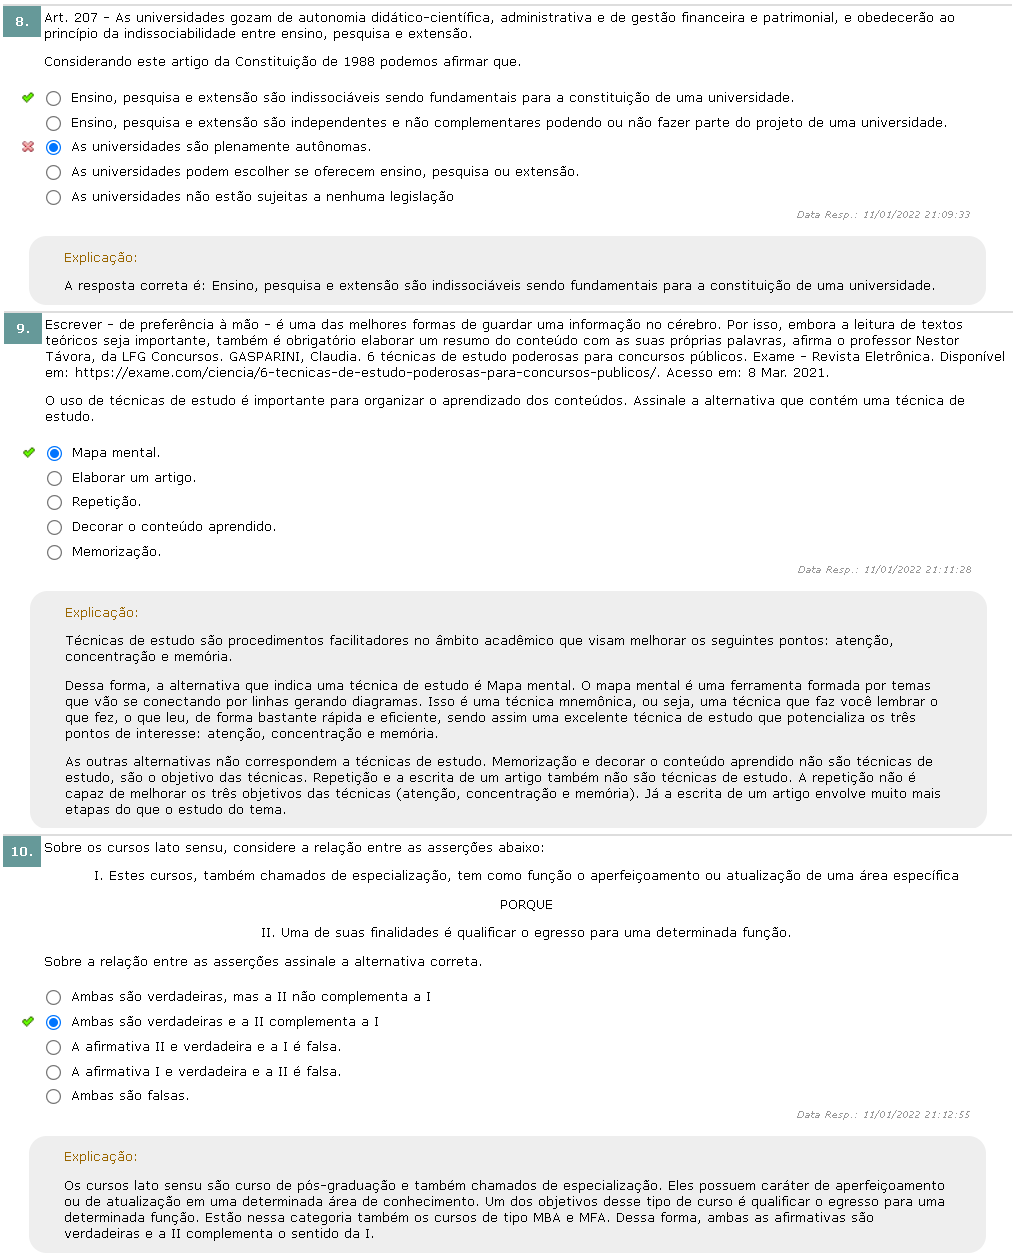 8.
Art. 207 - As universidades gozam de autonomia didático-científica, administrativa e de gestão financeira e patrimonial, e obedecerão ao
princípio da indissociabilidade entre ensino, pesquisa e extensão.
Considerando este artigo da Constituição de 1988 podemos afirmar que.
Ensino, pesquisa e extensão são indissociáveis sendo fundamentais para a constituição de uma universidade.
Ensino, pesquisa e extensão são independentes e não complementares podendo ou não fazer parte do projeto de uma universidade.
As universidades são plenamente autônomas.
As universidades podem escolher se oferecem ensino, pesquisa ou extensão.
As universidades não estão sujeitas a nenhuma legislação
Data Resp.: 11/01/2022 21:09:33
Explicação:
A resposta correta é: Ensino, pesquisa e extensão são indissociáveis sendo fundamentais para a constituição de uma universidade.
9.
Escrever - de preferência à mão - é uma das melhores formas de guardar uma informação no cérebro. Por isso, embora a leitura de textos
teóricos seja importante, também é obrigatório elaborar um resumo do conteúdo com as suas próprias palavras, afirma o professor Nestor
Távora, da LFG Concursos. GASPARINI, Claudia. 6 técnicas de estudo poderosas para concursos públicos. Exame - Revista Eletrônica. Disponível
em: https://exame.com/ciencia/6-tecnicas-de-estudo-poderosas-para-concursos-publicos/. Acesso em: 8 Mar. 2021.
O uso de técnicas de estudo é importante para organizar o aprendizado dos conteúdos. Assinale a alternativa que contém uma técnica de
estudo.
Mapa mental.
Elaborar um artigo.
Repetição.
Decorar o conteúdo aprendido.
Memorização.
Data Resp.: 11/01/2022 21:11:28
Explicação:
Técnicas de estudo são procedimentos facilitadores no âmbito acadêmico que visam melhorar os seguintes pontos: atenção,
concentração e memória.
Dessa forma, a alternativa que indica uma técnica de estudo é Mapa mental. O mapa mental é uma ferramenta formada por temas
que vão se conectando por linhas gerando diagramas. Isso é uma técnica mnemônica, ou seja, uma técnica que faz você lembrar o
que fez, o que leu, de forma bastante rápida e eficiente, sendo assim uma excelente técnica de estudo que potencializa os três
pontos de interesse: atenção, concentração e memória.
As outras alternativas não correspondem a técnicas de estudo. Memorização e decorar o conteúdo aprendido não são técnicas de
estudo, são o objetivo das técnicas. Repetição e a escrita de um artigo também não são técnicas de estudo. A repetição não é
capaz de melhorar os três objetivos das técnicas (atenção, concentração e memória). Já a escrita de um artigo envolve muito mais
etapas do que o estudo do tema.
10.
Sobre os cursos lato sensu, considere a relação entre as asserções abaixo:
I. Estes cursos, também chamados de especialização, tem como função o aperfeiçoamento ou atualização de uma área específica
PORQUE
II. Uma de suas finalidades é qualificar o egresso para uma determinada função.
Sobre a relação entre as asserções assinale a alternativa correta.
Ambas são verdadeiras, mas a II não complementa a I
Ambas são verdadeiras e a II complementa a I
A afirmativa II e verdadeira e a I é falsa.
A afirmativa I e verdadeira e a II é falsa.
Ambas são falsas.
Data Resp.: 11/01/2022 21:12:55
Explicação:
Os cursos lato sensu são curso de pós-graduação e também chamados de especialização. Eles possuem caráter de aperfeiçoamento
ou de atualização em uma determinada área de conhecimento. Um dos objetivos desse tipo de curso é qualificar o egresso para uma
determinada função. Estão nessa categoria também os cursos de tipo MBA e MFA. Dessa forma, ambas as afirmativas são
verdadeiras e a II complementa o sentido da I.